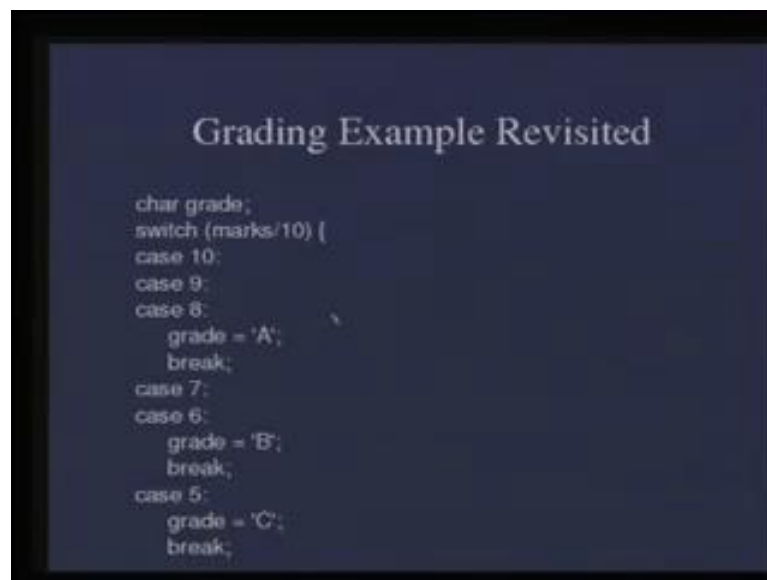 Grading Example Revisited
char grade;
switch (marks/10) {
case 10:
case 9:
case 8:
grade = 'A';
break;
case 7:
case 6:
grade = 'B';
break;
case 5:
grade = 'C';
break;